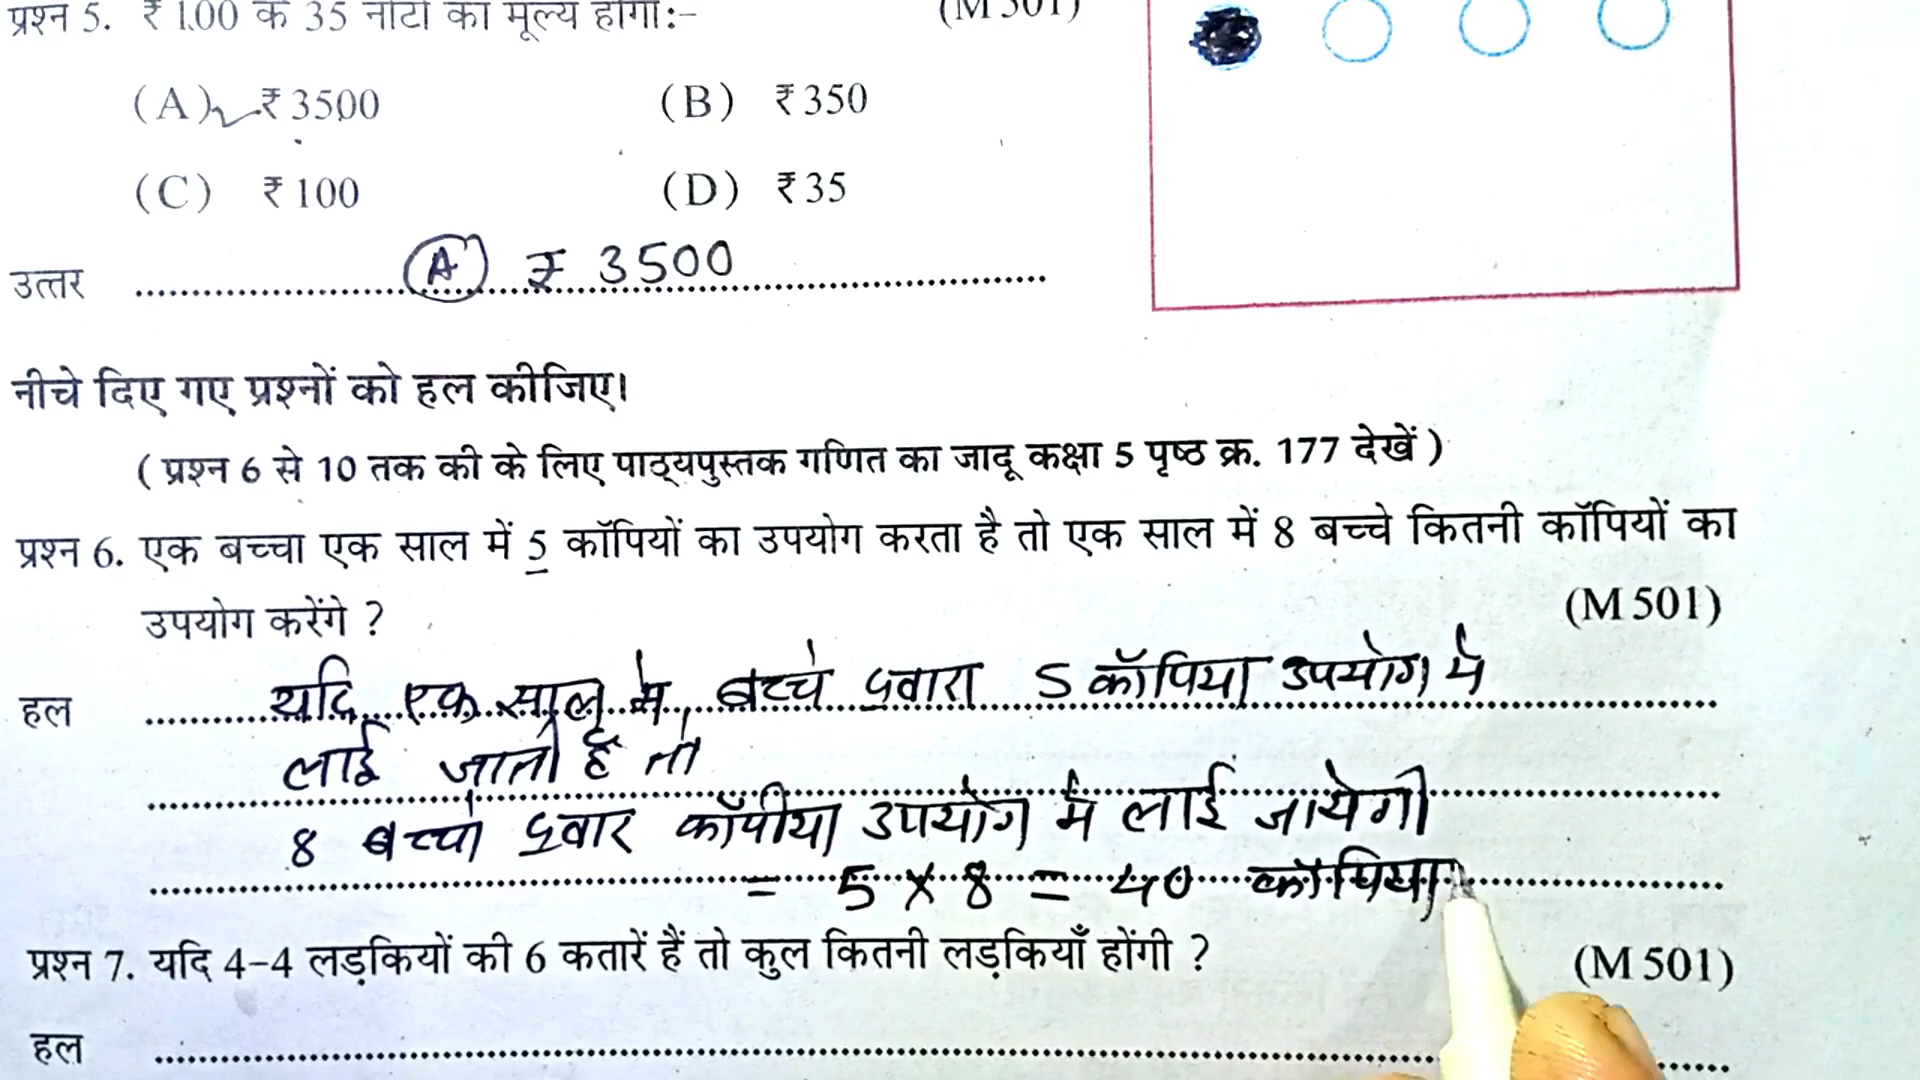 प्रश्न 5. ₹ 100 के 35 नोटों का मूल्य होगा:- (M 501)
(A) ₹ 3500 (B) ₹ 350
(C) ₹ 100 (D) ₹ 35
उत्तर (A) ₹ 3500
नीचे दिए गए प्रश्नों को हल कीजिए।
( प्रश्न 6 से 10 तक की के लिए पाठ्यपुस्तक गणित का जादू कक्षा 5 पृष्ठ क्र. 177 देखें )
प्रश्न 6. एक बच्चा एक साल में 5 कॉपियों का उपयोग करता है तो एक साल में 8 बच्चे कितनी कॉपियों का
उपयोग करेंगे ? (M 501)
हल यदि एक साल मे बच्चे दवारा 5 कॉपिया उपयोग मे
लाई जाती है तो
8 बच्चो दवार कॉपीया उपयोग मे लाई जायेगी
= 5 × 8 = 40 कॉपिया
प्रश्न 7. यदि 4-4 लड़कियों की 6 कतारें हैं तो कुल कितनी लड़कियाँ होंगी ? (M 501)
हल